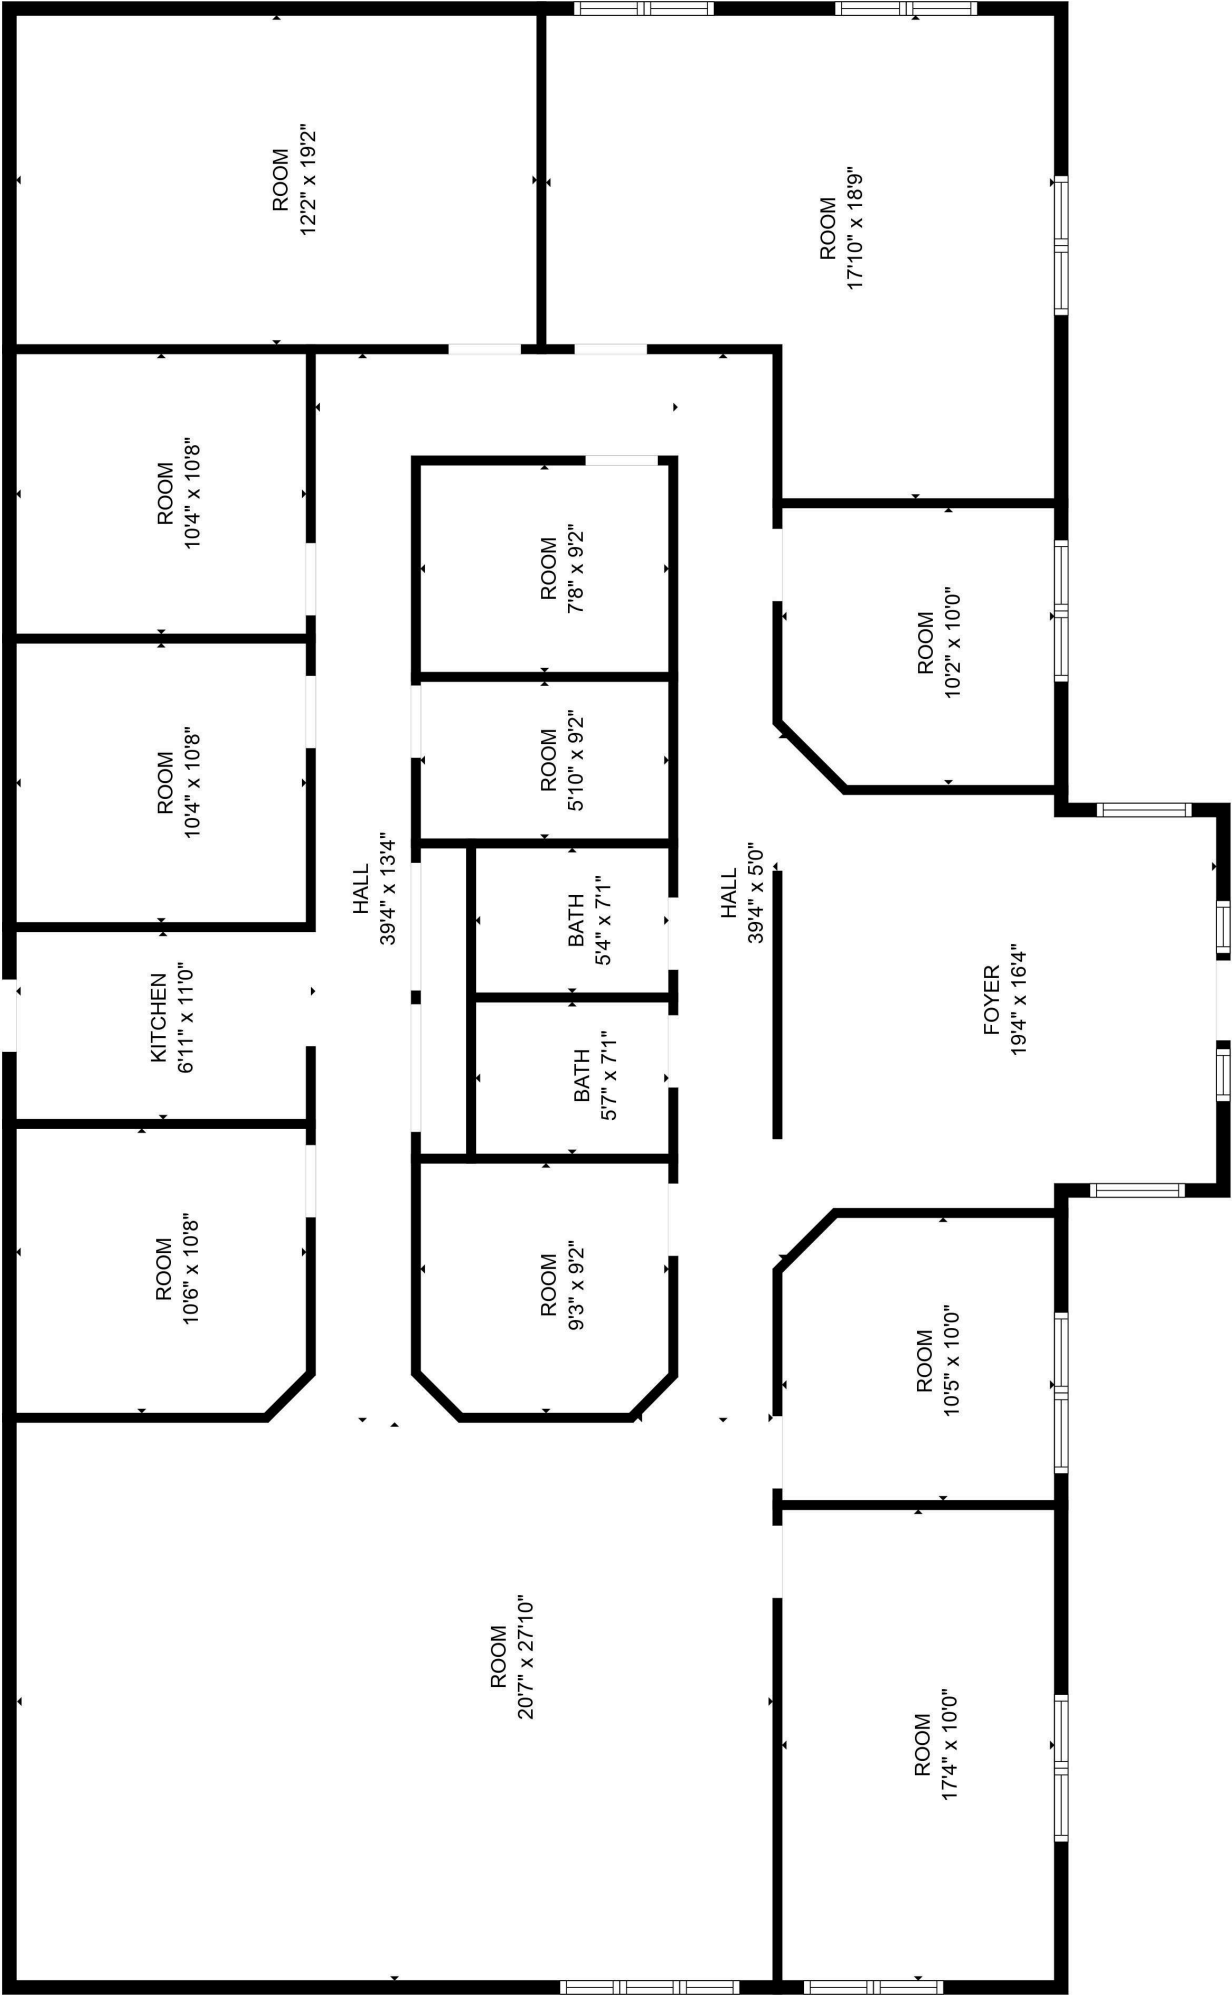 ROOM
12'2" x 19'2"
ROOM
17'10" x 18'9"
ROOM
10'4" x 10'8"
ROOM
7'8" x 9'2"
ROOM
10'2" x 10'0"
ROOM
10'4" x 10'8"
ROOM
5'10" x 9'2"
HALL
39'4" x 13'4"
HALL
39'4" x 5'0"
BATH
5'4" x 7'1"
KITCHEN
6'11" x 11'0"
FOYER
19'4" x 16'4"
BATH
5'7" x 7'1"
ROOM
10'6" x 10'8"
ROOM
9'3" x 9'2"
ROOM
10'5" x 10'0"
ROOM
20'7" x 27'10"
ROOM
17'4" x 10'0"